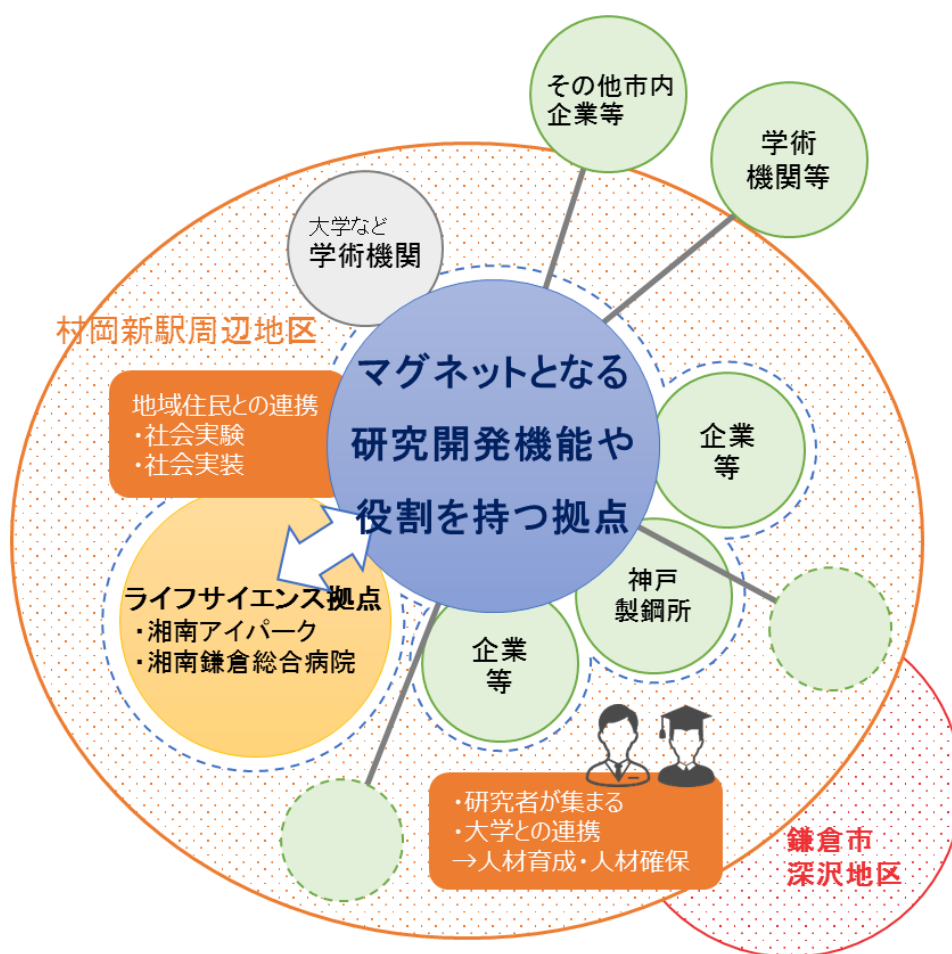 その他市内
企業等
学術
機関等
大学など
学術機関
村岡新駅周辺地区
マグネットとなる
研究開発機能や
役割を持つ拠点
地域住民との連携
・社会実験
・社会実装
企業
等
ライフサイエンス拠点
・湘南アイパーク
・湘南鎌倉総合病院
神戸
製鋼所
企業
等
・研究者が集まる
・大学との連携
→人材育成・人材確保
鎌倉市
深沢地区